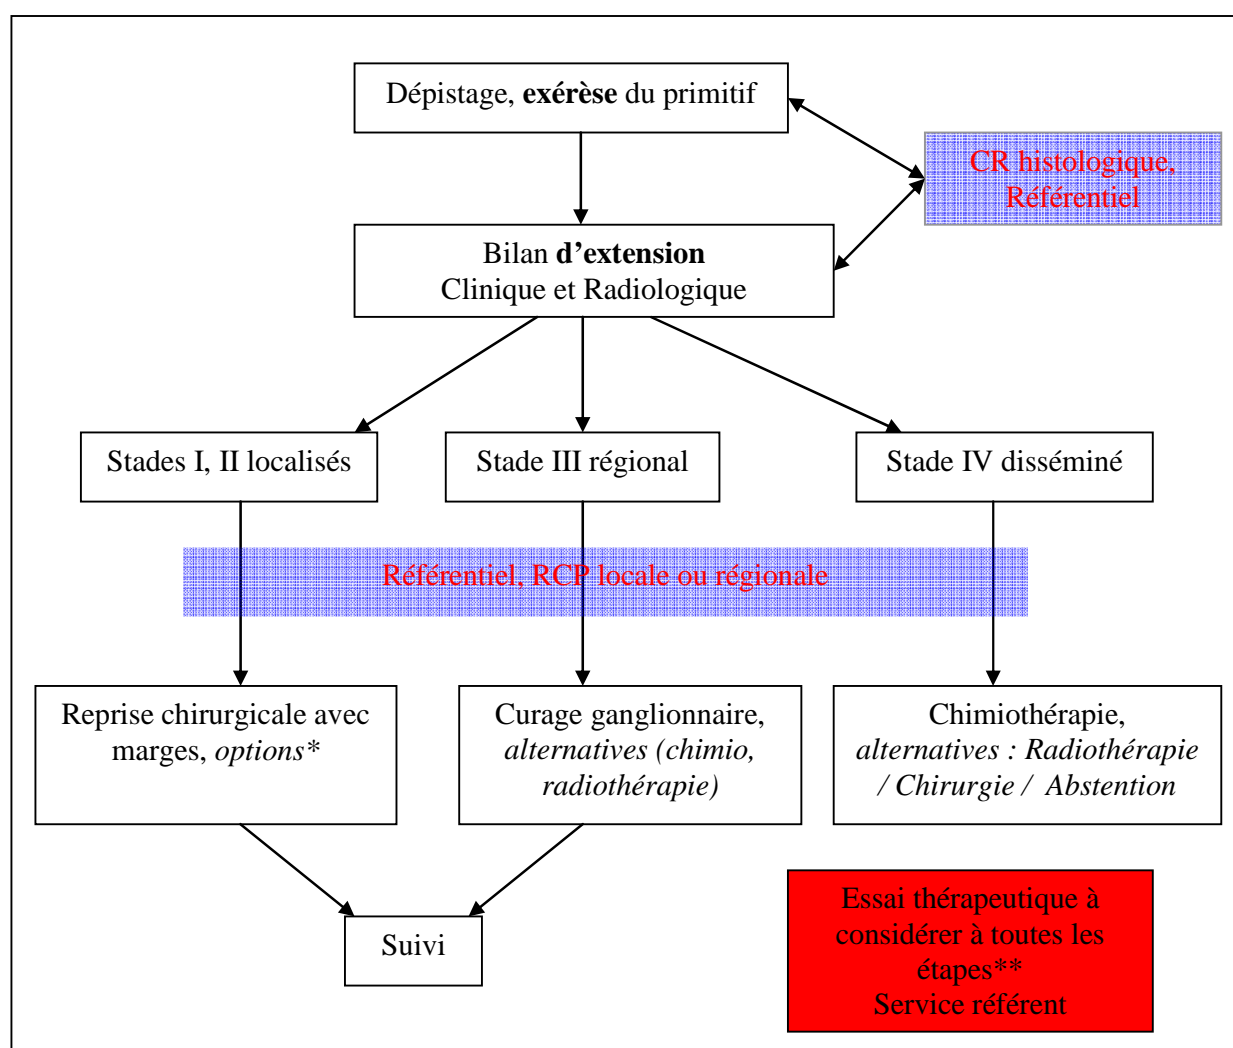 Dépistage, exérèse du primitif
CR histologique,
Référentiel
Bilan d’extension
Clinique et Radiologique
Stades I, II localisés
Stade III régional
Stade IV disséminé
Référentiel, RCP locale ou régionale
Reprise chirurgicale avec
marges, options*
Curage ganglionnaire,
alternatives (chimio,
radiothérapie)
Chimiothérapie,
alternatives : Radiothérapie
/ Chirurgie / Abstention
Suivi
Essai thérapeutique à
considérer à toutes les
étapes**
Service référent